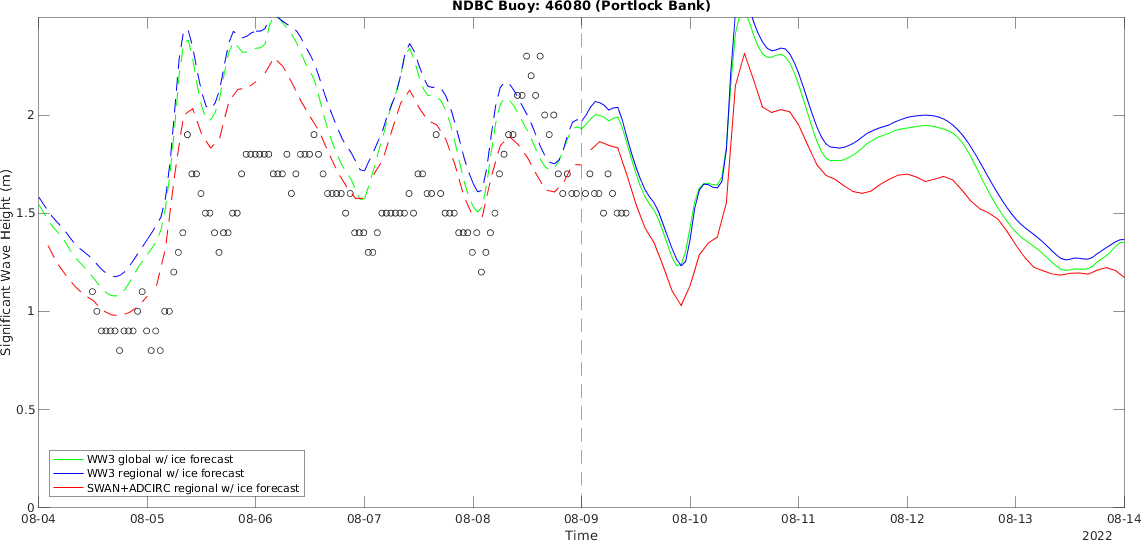 NDBC Buoy: 46080 (Portlock Bank)
Significant Wave Height (m)
2
1.5
1
0.5
0
WW3 global w/ ice forecast
WW3 regional w/ ice forecast
SWAN+ADCIRC regional w/ ice forecast
08-04 08-05 08-06 08-07 08-08 08-09 08-10 08-11 08-12 08-13 08-14
Time
2022